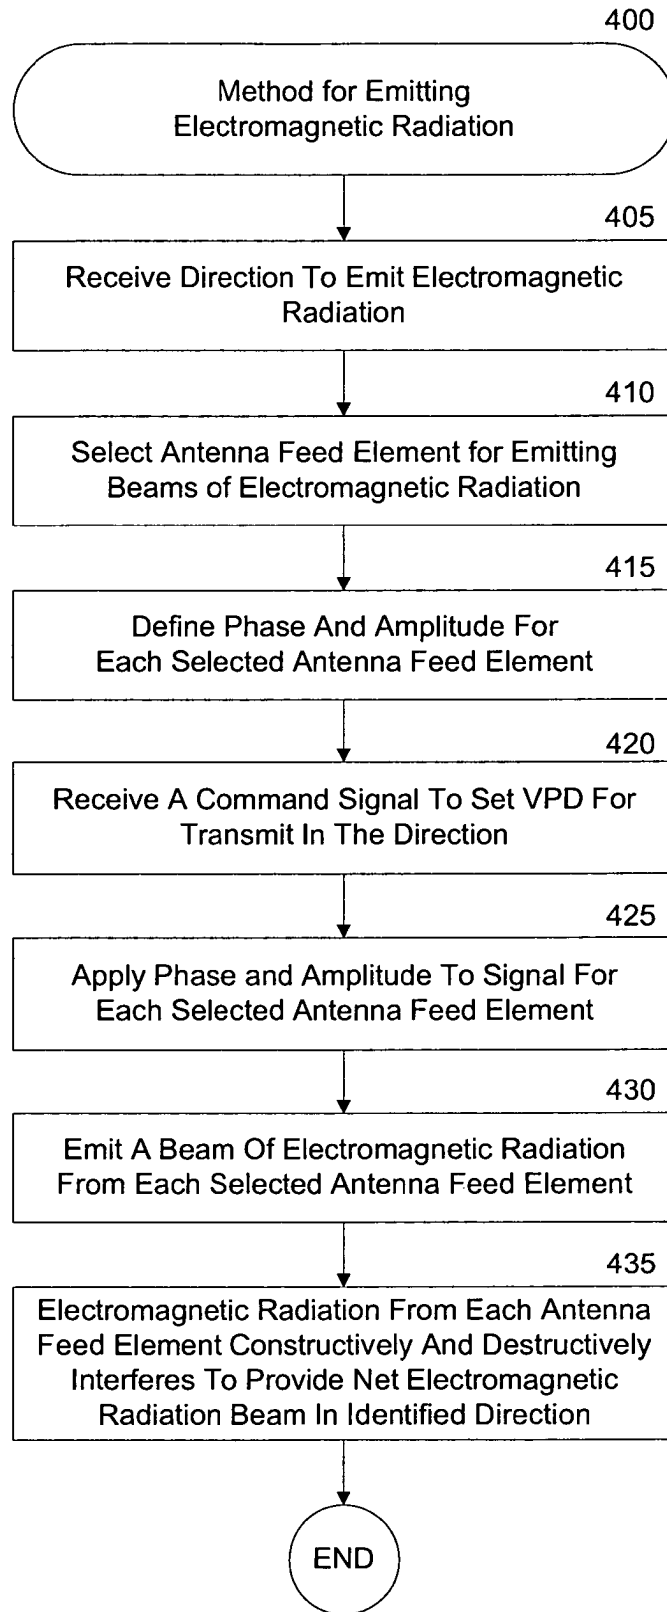 400
Method for Emitting
Electromagnetic Radiation
405
Receive Direction To Emit Electromagnetic
Radiation
410
Select Antenna Feed Element for Emitting
Beams of Electromagnetic Radiation
415
Define Phase And Amplitude For
Each Selected Antenna Feed Element
420
Receive A Command Signal To Set VPD For
Transmit In The Direction
425
Apply Phase and Amplitude To Signal For
Each Selected Antenna Feed Element
430
Emit A Beam Of Electromagnetic Radiation
From Each Selected Antenna Feed Element
435
Electromagnetic Radiation From Each Antenna
Feed Element Constructively And Destructively
Interferes To Provide Net Electromagnetic
Radiation Beam In Identified Direction
END